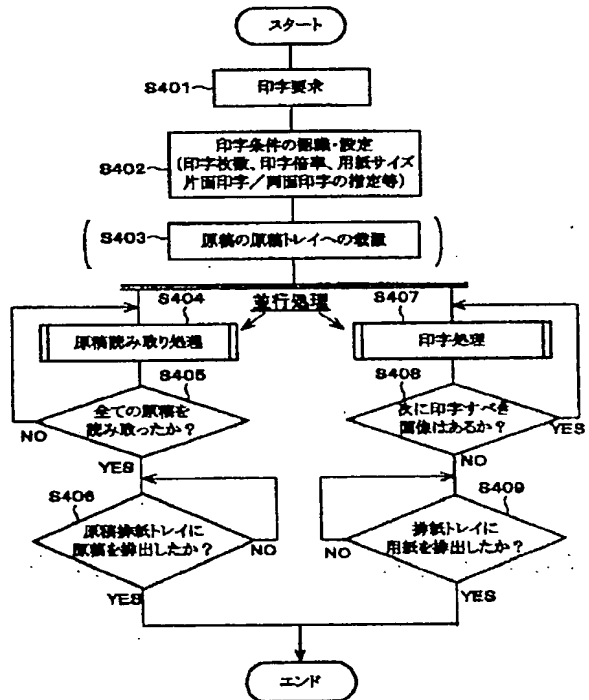 スタート
S401
印字要求
S402
印字条件の認識・設定
(印字枚数、印字倍率、用紙サイズ
片面印字/両面印字の指定等)
S403
原稿の原稿トレイへの載置
並行処理
S404
原稿読み取り処理
S405
全ての原稿を
読み取ったか?
NO
YES
S406
原稿排紙トレイに
原稿を排出したか?
NO
YES
S407
印字処理
S408
次に印字すべき
画像はあるか?
YES
NO
S409
排紙トレイに
用紙を排出したか?
NO
YES
エンド